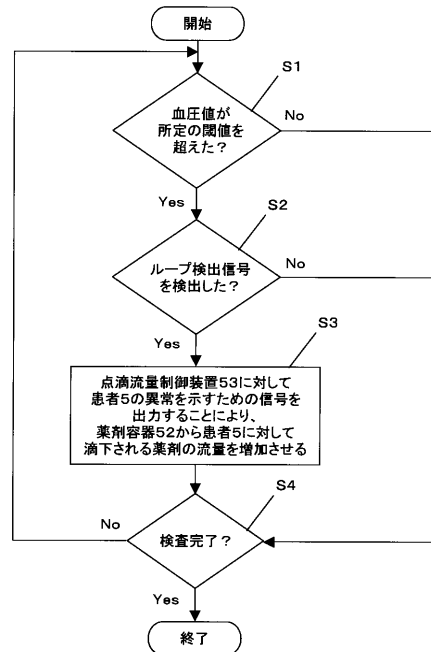 開始
S1
血圧値が
所定の閾値を
超えた?
No
Yes
S2
ループ検出信号
を検出した?
No
Yes
S3
点滴流量制御装置53に対して
患者5の異常を示すための信号を
出力することにより、
薬剤容器52から患者5に対して
滴下される薬剤の流量を増加させる
S4
No
検査完了?
Yes
終了